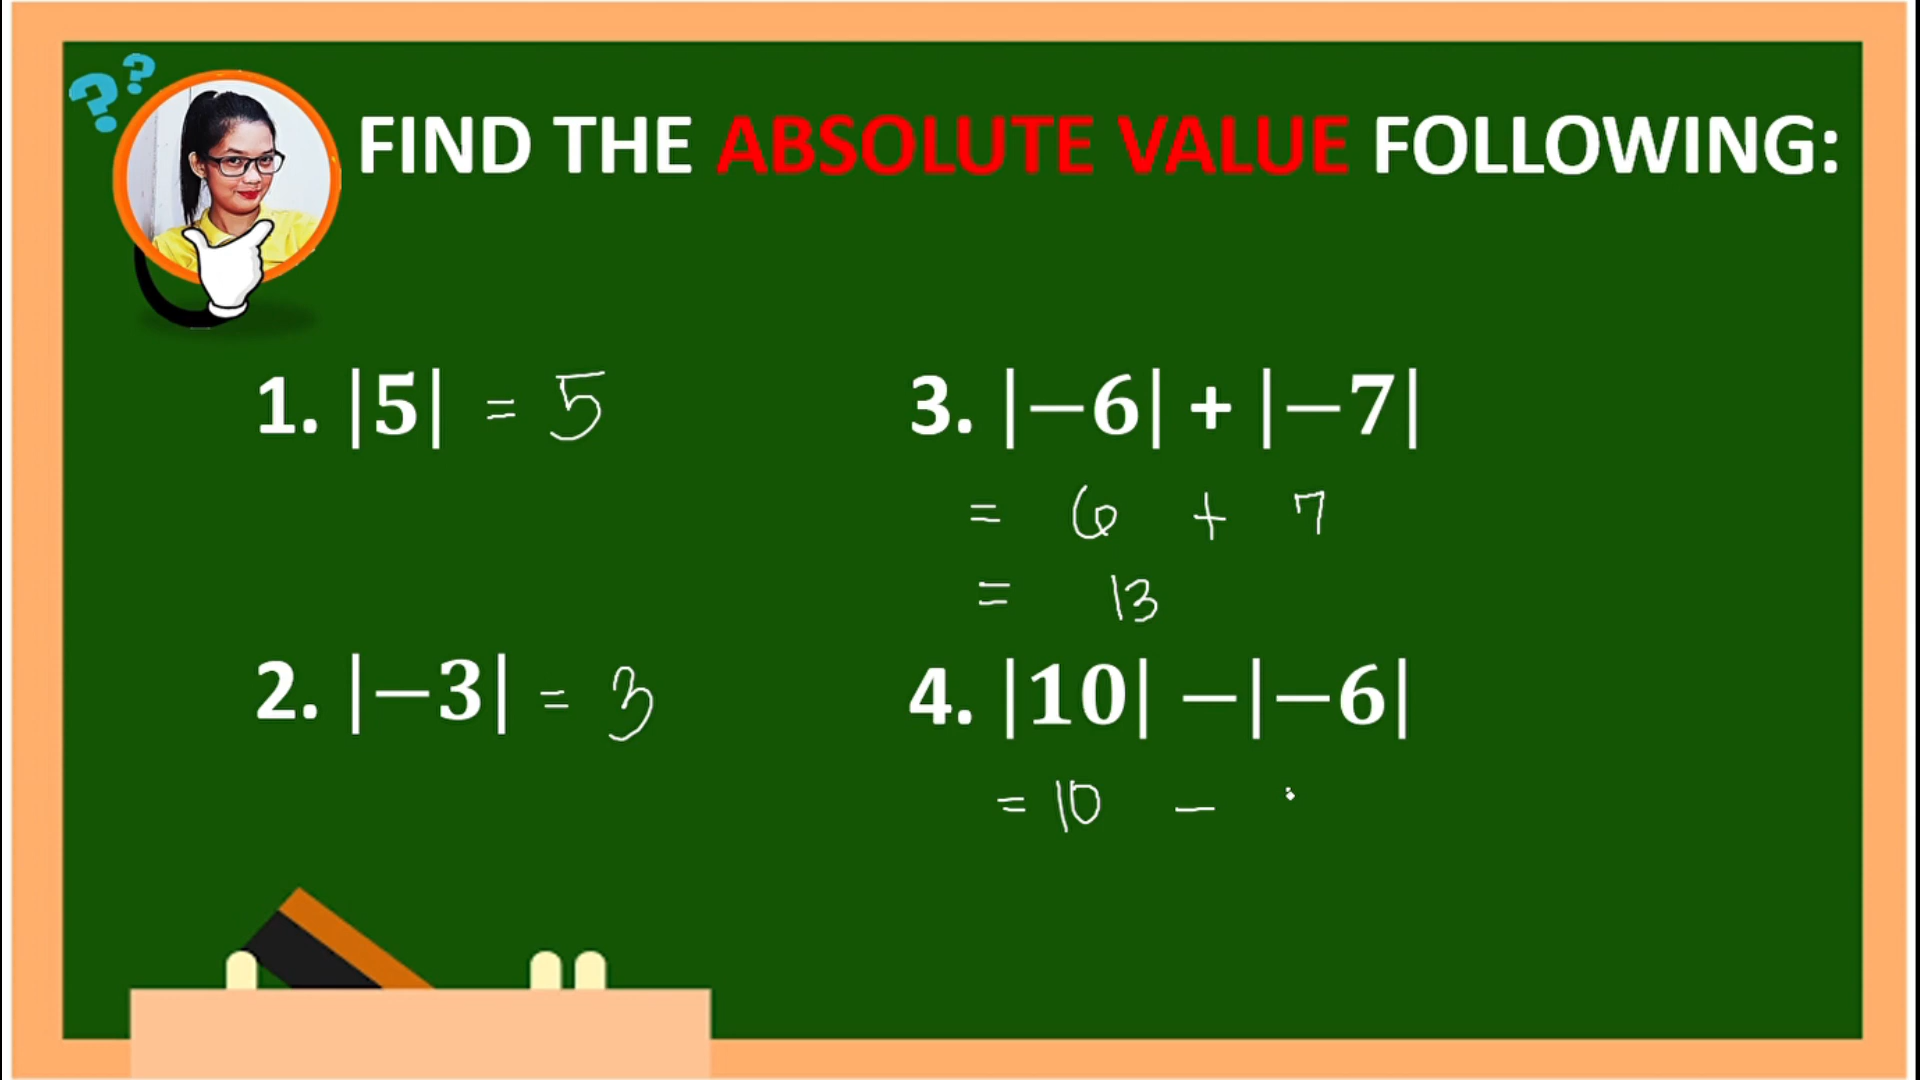 ? ?
FIND THE ABSOLUTE VALUE FOLLOWING:
1. |5| = 5
2. |−3| = 3
3. |−6| + |−7|
= 6 + 7
= 13
4. |10| −|−6|
= 10 −